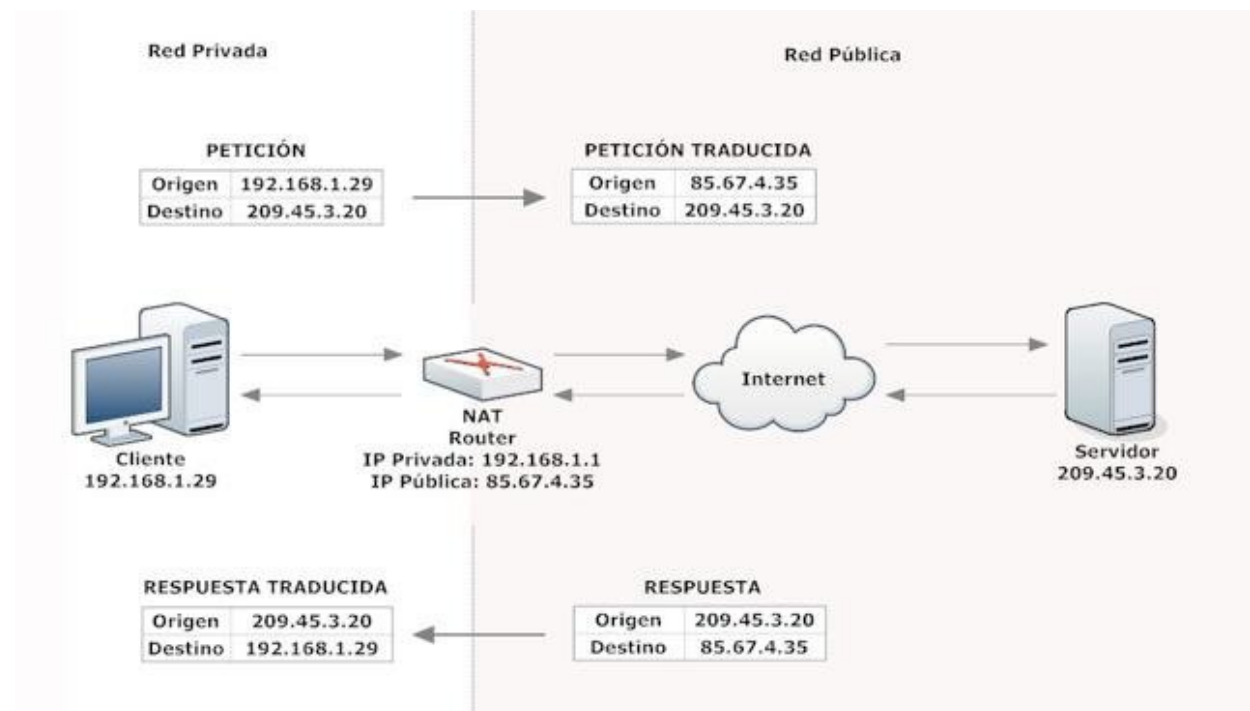 Red Privada
Red Pública
PETICIÓN
Origen 192.168.1.29
Destino 209.45.3.20
PETICIÓN TRADUCIDA
Origen 85.67.4.35
Destino 209.45.3.20
Cliente
192.168.1.29
NAT
Router
IP Privada: 192.168.1.1
IP Pública: 85.67.4.35
Internet
Servidor
209.45.3.20
RESPUESTA TRADUCIDA
Origen 209.45.3.20
Destino 192.168.1.29
RESPUESTA
Origen 209.45.3.20
Destino 85.67.4.35